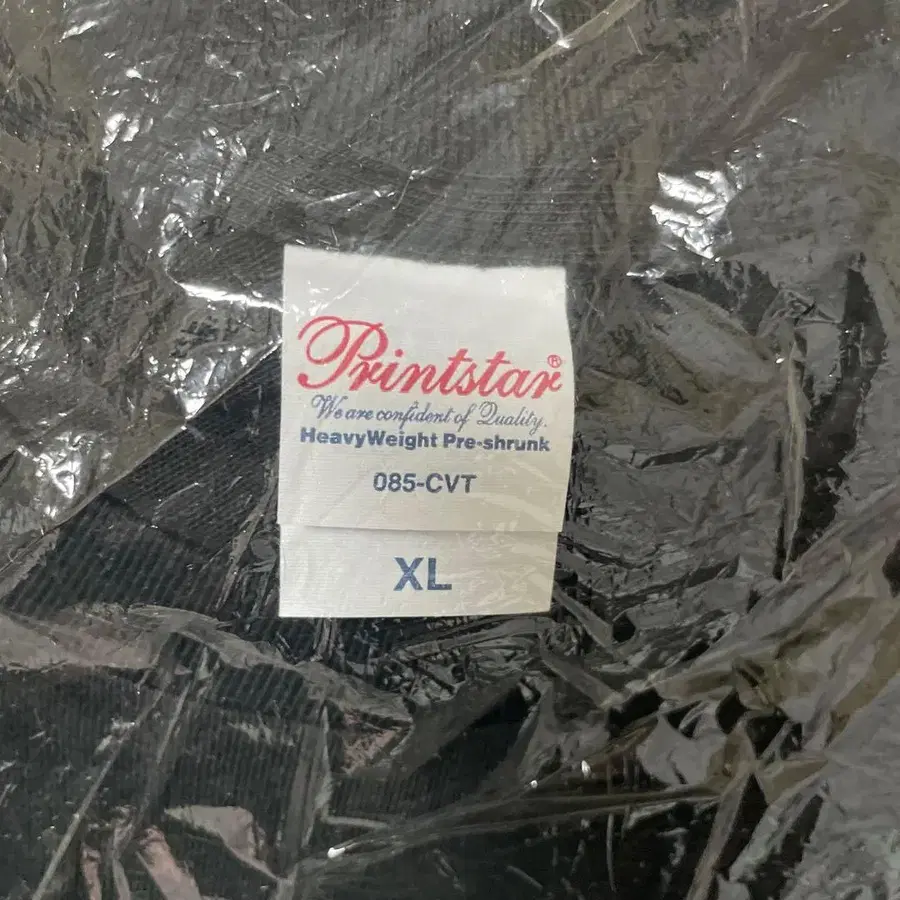 Printstar®
We are confident of Quality.
HeavyWeight Pre-shrunk
085-CVT
XL